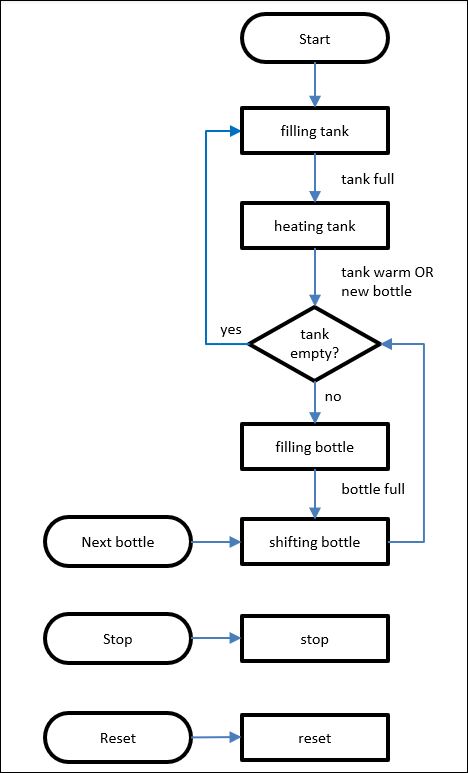 Start
filling tank
tank full
heating tank
tank warm OR
new bottle
yes
tank
empty?
no
filling bottle
bottle full
Next bottle
shifting bottle
Stop
stop
Reset
reset